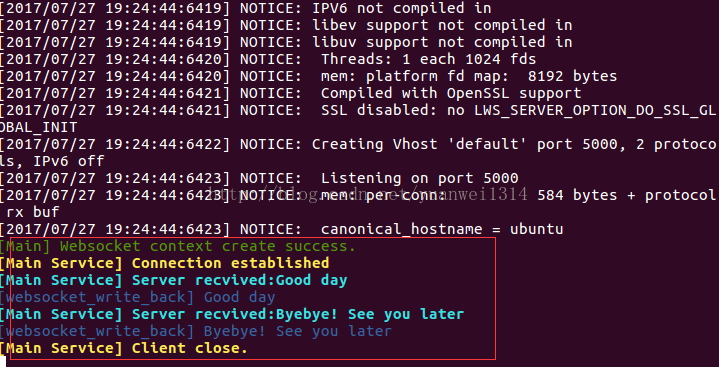 [2017/07/27 19:24:44:6419] NOTICE: IPV6 not compiled in
[2017/07/27 19:24:44:6419] NOTICE: libev support not compiled in
[2017/07/27 19:24:44:6419] NOTICE: libuv support not compiled in
[2017/07/27 19:24:44:6420] NOTICE:  Threads: 1 each 1024 fds
[2017/07/27 19:24:44:6420] NOTICE:  mem: platform fd map:  8192 bytes
[2017/07/27 19:24:44:6421] NOTICE:  Compiled with OpenSSL support
[2017/07/27 19:24:44:6421] NOTICE:  SSL disabled: no LWS_SERVER_OPTION_DO_SSL_GL
OBAL_INIT
[2017/07/27 19:24:44:6422] NOTICE: Creating Vhost 'default' port 5000, 2 protoco
ls, IPv6 off
[2017/07/27 19:24:44:6423] NOTICE:  Listening on port 5000
[2017/07/27 19:24:44:6423] NOTICE:  mem: per-conn:          584 bytes + protocol
rx buf
http://blog.csdn.net/yuanwei1314
[2017/07/27 19:24:44:6423] NOTICE:  canonical_hostname = ubuntu
[Main] Websocket context create success.
[Main Service] Connection established
[Main Service] Server recvived:Good day
[websocket_write_back] Good day
[Main Service] Server recvived:Byebye! See you later
[websocket_write_back] Byebye! See you later
[Main Service] Client close.